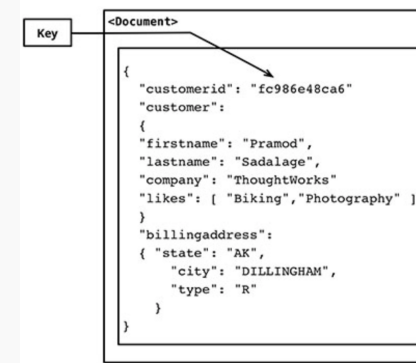 <Document>
Key
{
"customerid": "fc986e48ca6"
"customer":
{
"firstname": "Pramod",
"lastname": "Sadalage",
"company": "ThoughtWorks"
"likes": [ "Biking","Photography" ]
}
"billingaddress":
{ "state": "AK",
"city": "DILLINGHAM",
"type": "R"
}
}